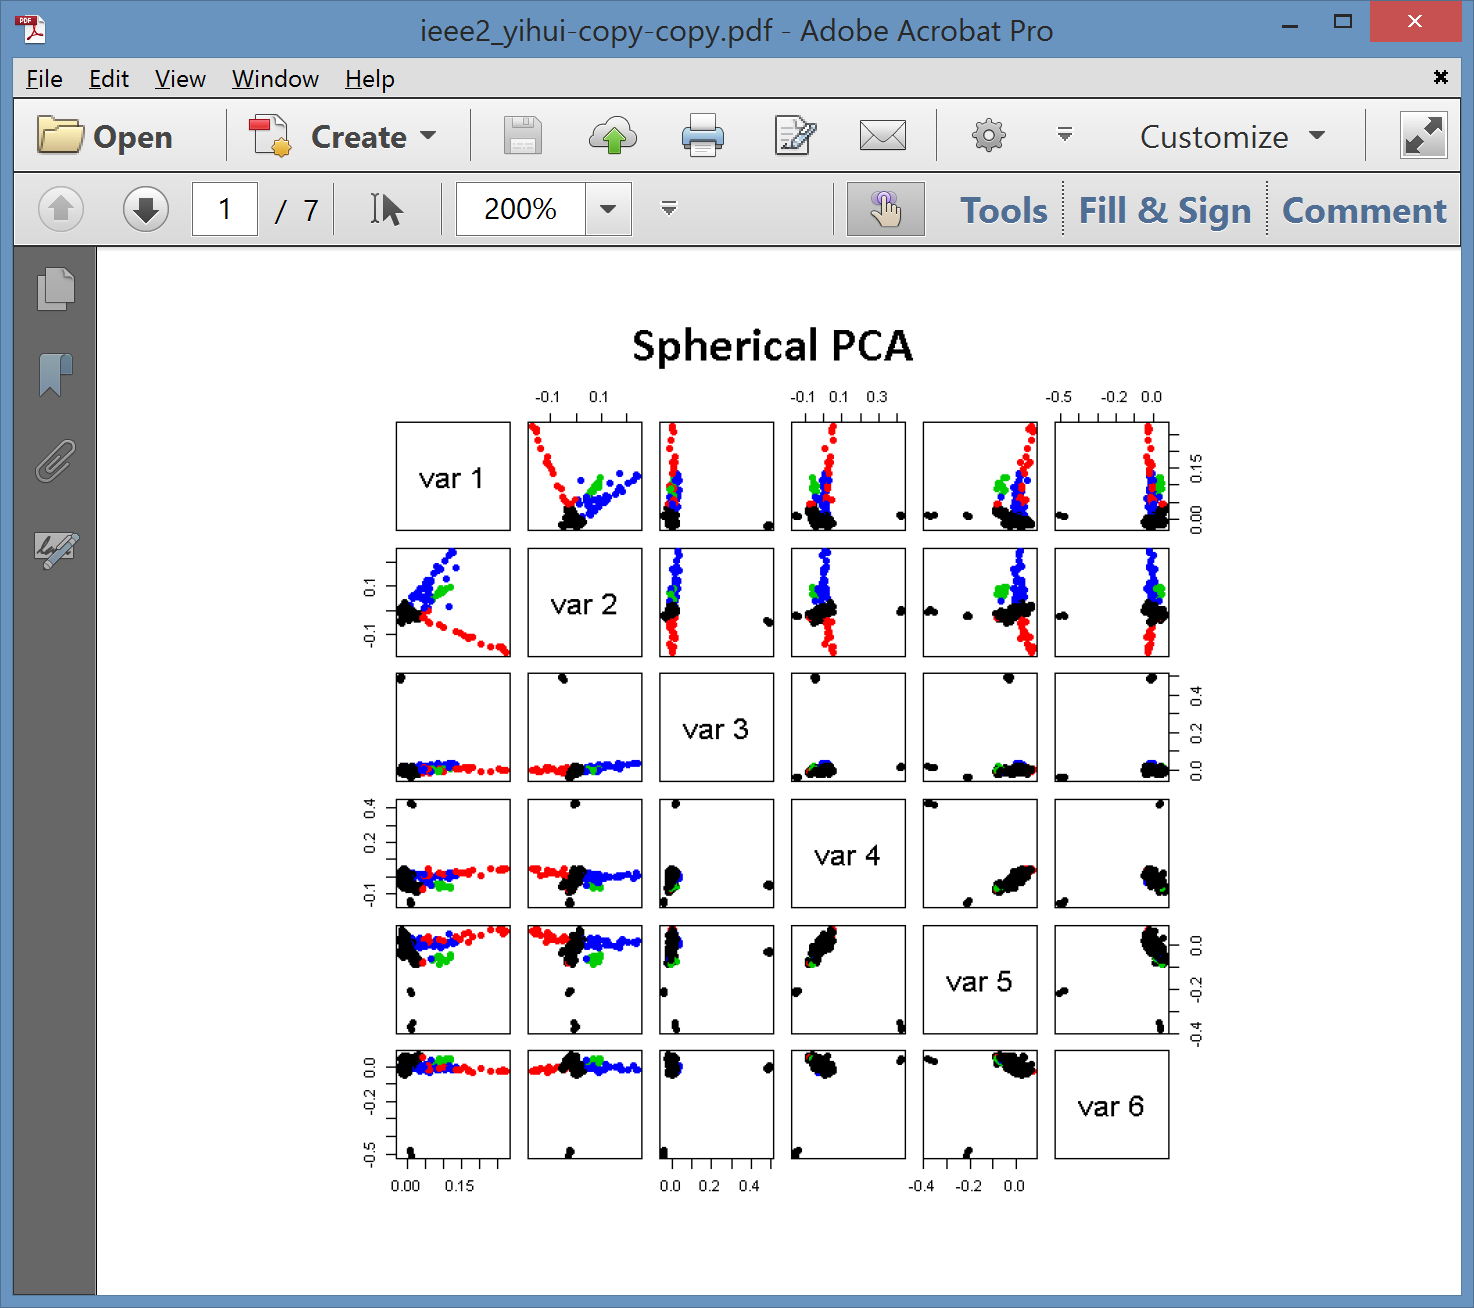 ieee2_yihui-copy-copy.pdf - Adobe Acrobat Pro
File Edit View Window Help
Open Create Customize
1 / 7 200% Tools Fill & Sign Comment
Spherical PCA
-0.1 0.1 -0.1 0.1 0.3 -0.5 -0.2 0.0
var 1
0.00 0.15
-0.1 0.1
var 2
var 3
0.0 0.2 0.4
-0.1 0.2 0.4
var 4
var 5
-0.4 -0.2 0.0
-0.5 -0.2 0.0
var 6
0.00 0.15 0.0 0.2 0.4 -0.4 -0.2 0.0